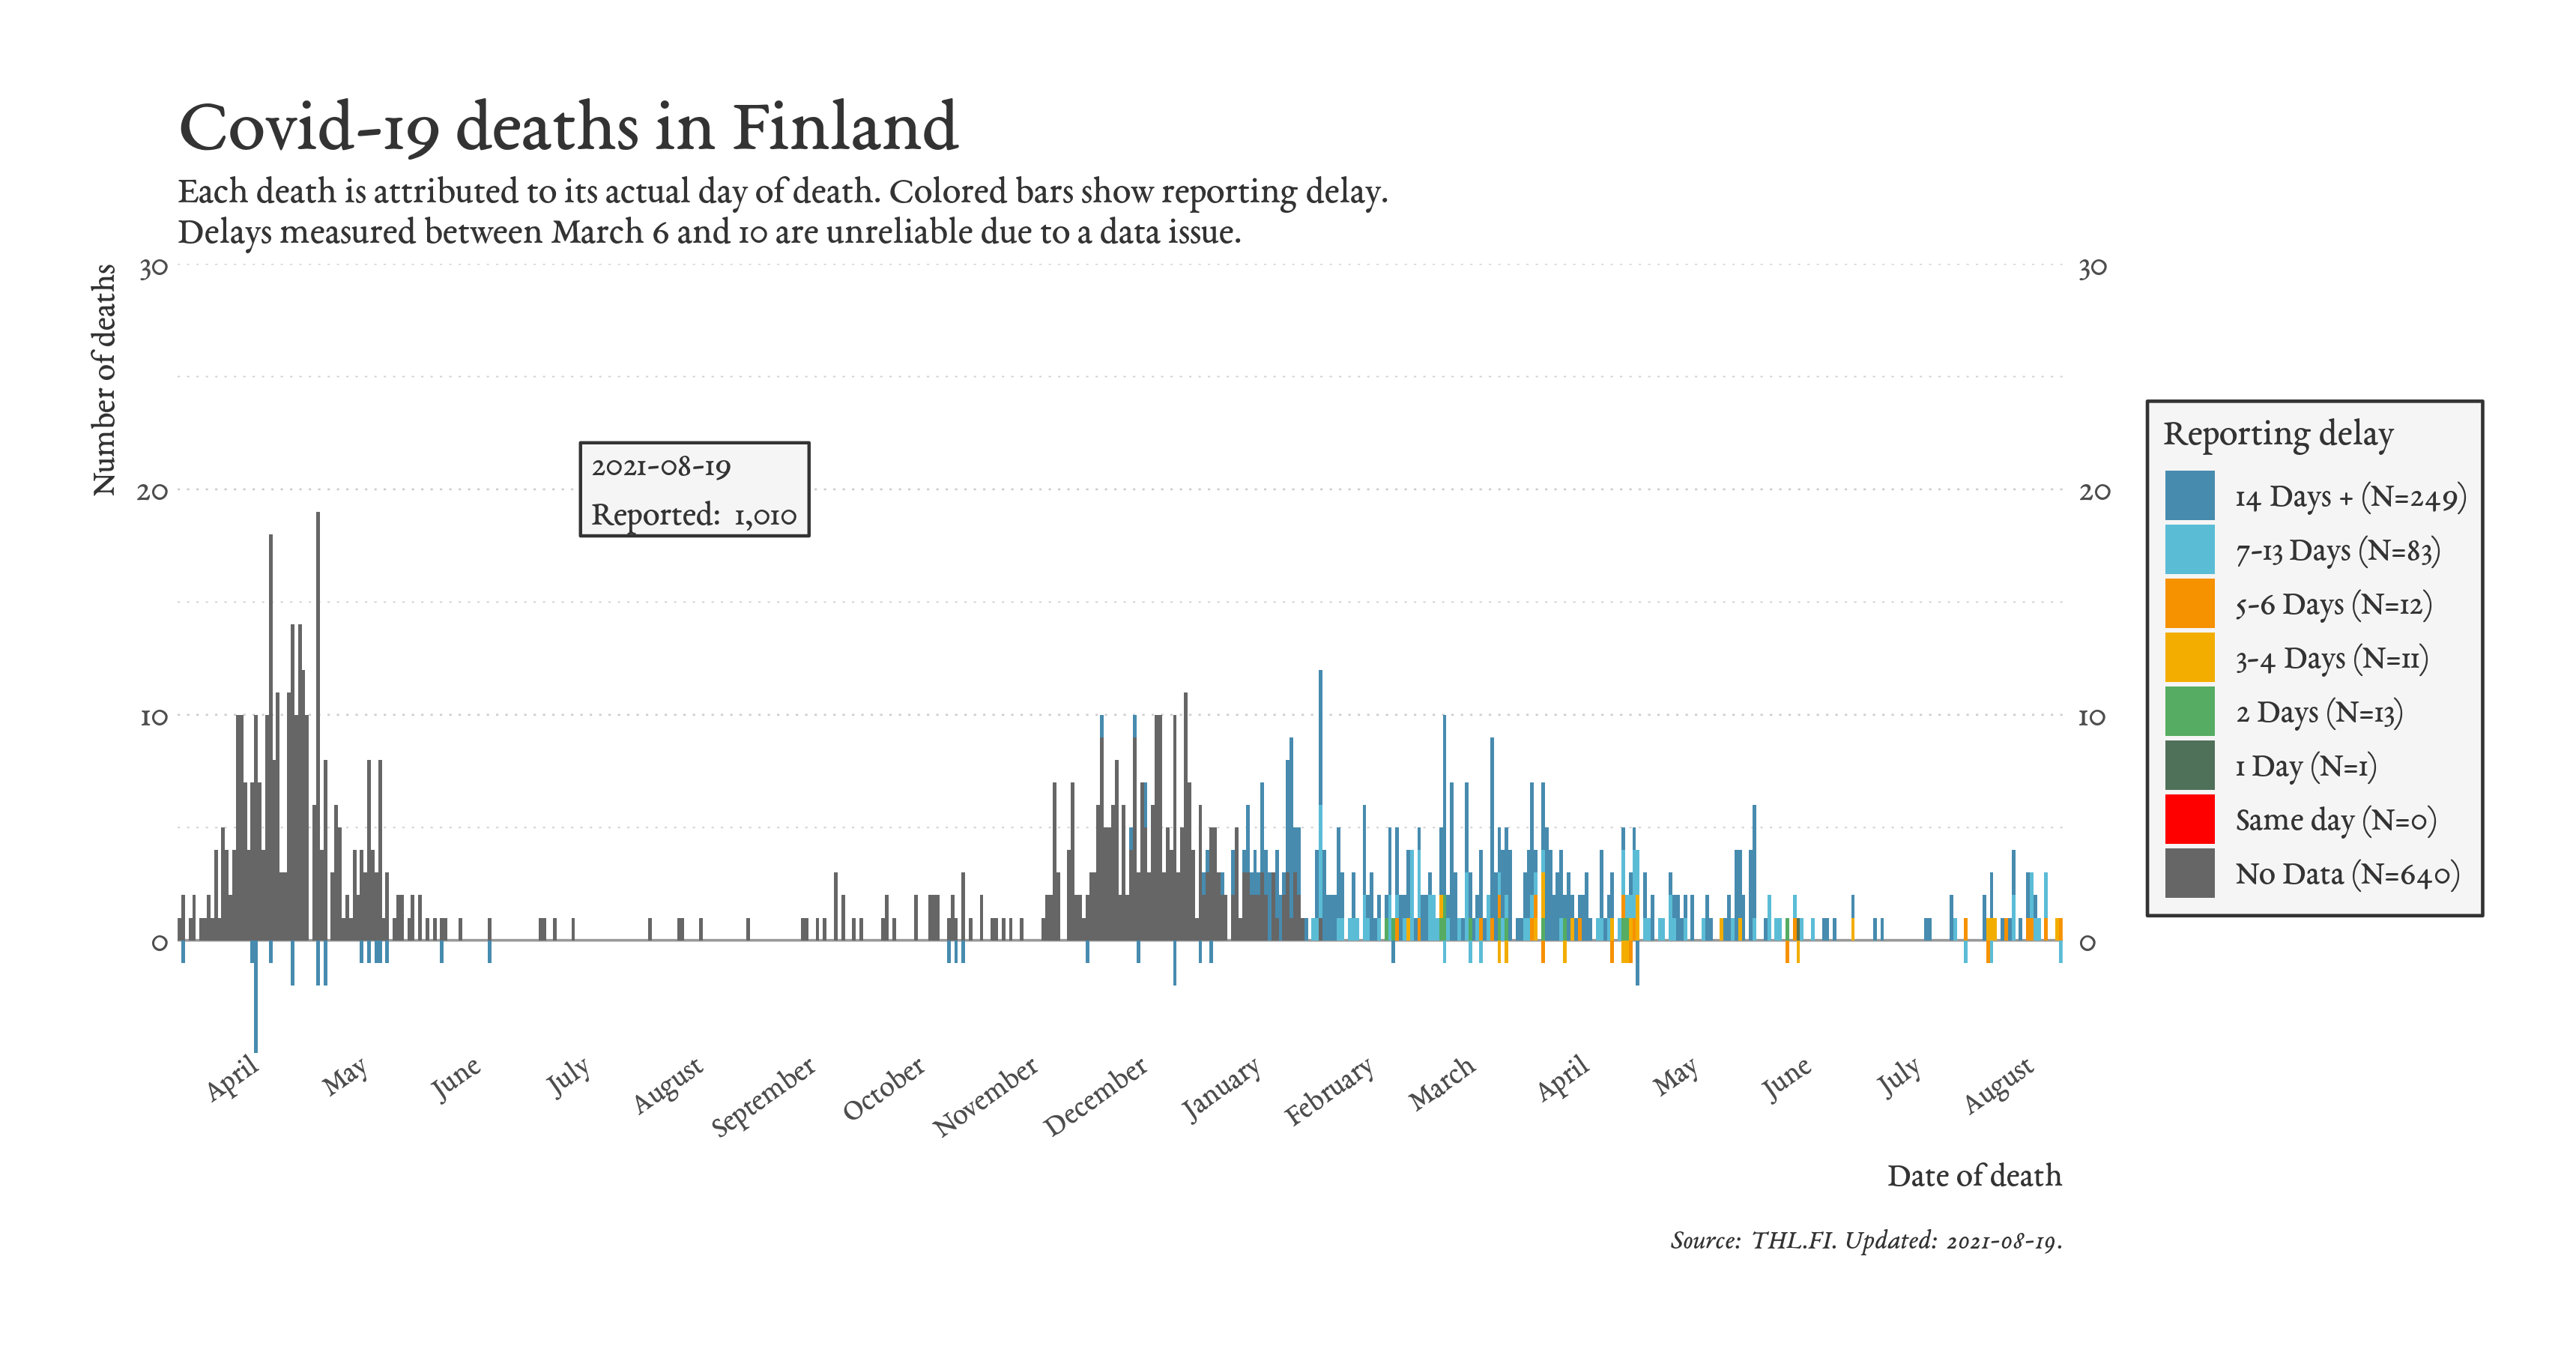 Covid-19 deaths in Finland
Each death is attributed to its actual day of death. Colored bars show reporting delay.
Delays measured between March 6 and 10 are unreliable due to a data issue.
Number of deaths
30
20
10
0
30
20
10
0
2021-08-19
Reported: 1,010
Reporting delay
14 Days + (N=249)
7-13 Days (N=83)
5-6 Days (N=12)
3-4 Days (N=11)
2 Days (N=13)
1 Day (N=1)
Same day (N=0)
No Data (N=640)
April
May
June
July
August
September
October
November
December
January
February
March
April
May
June
July
August
Date of death
Source: THL.FI. Updated: 2021-08-19.